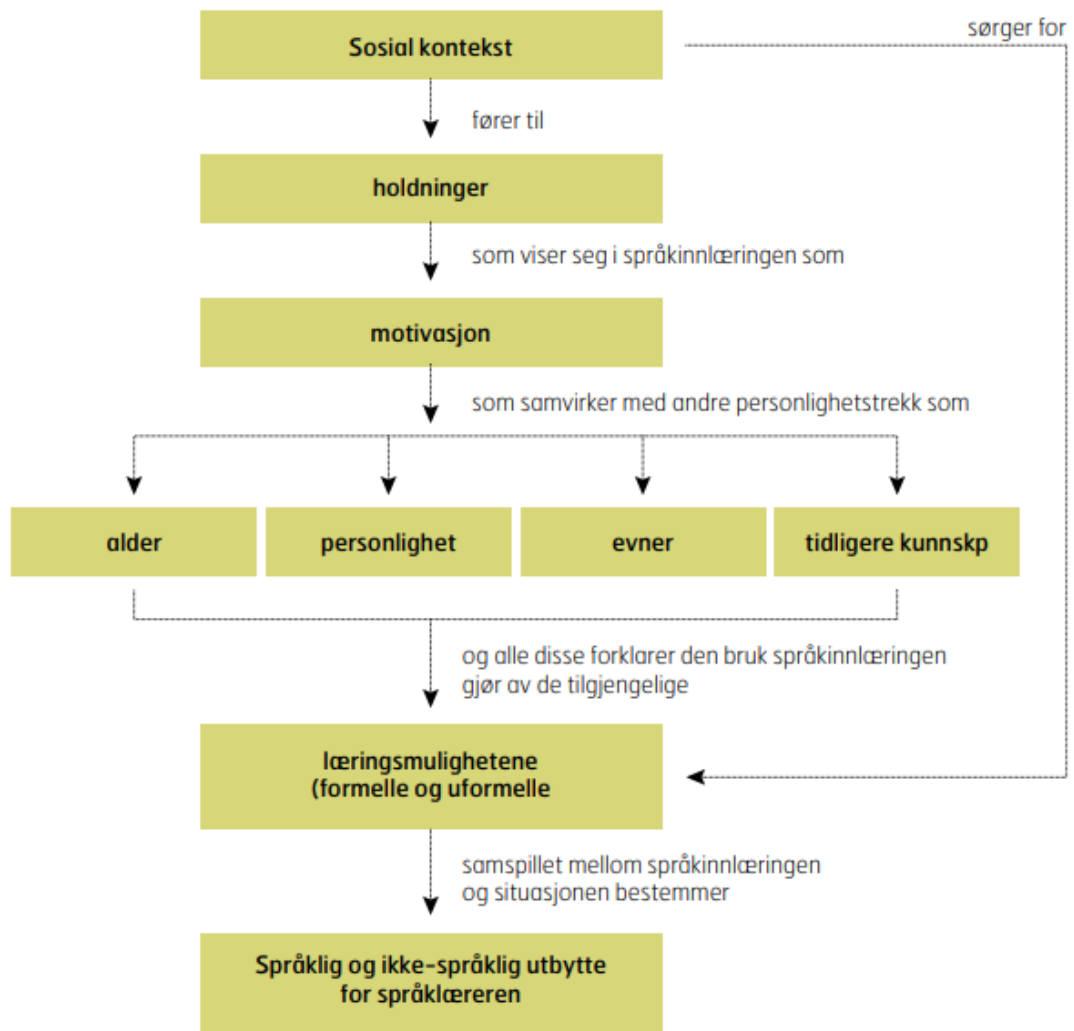 sørger for
Sosial kontekst
fører til
holdninger
som viser seg i språkinnlæringen som
motivasjon
som samvirker med andre personlighetstrekk som
alder
personlighet
evner
tidligere kunnskp
og alle disse forklarer den bruk språkinnlæringen
gjør av de tilgjengelige
læringsmulighetene
(formelle og uformelle
samspillet mellom språkinnlæringen
og situasjonen bestemmer
Språklig og ikke-språklig utbytte
for språklæreren